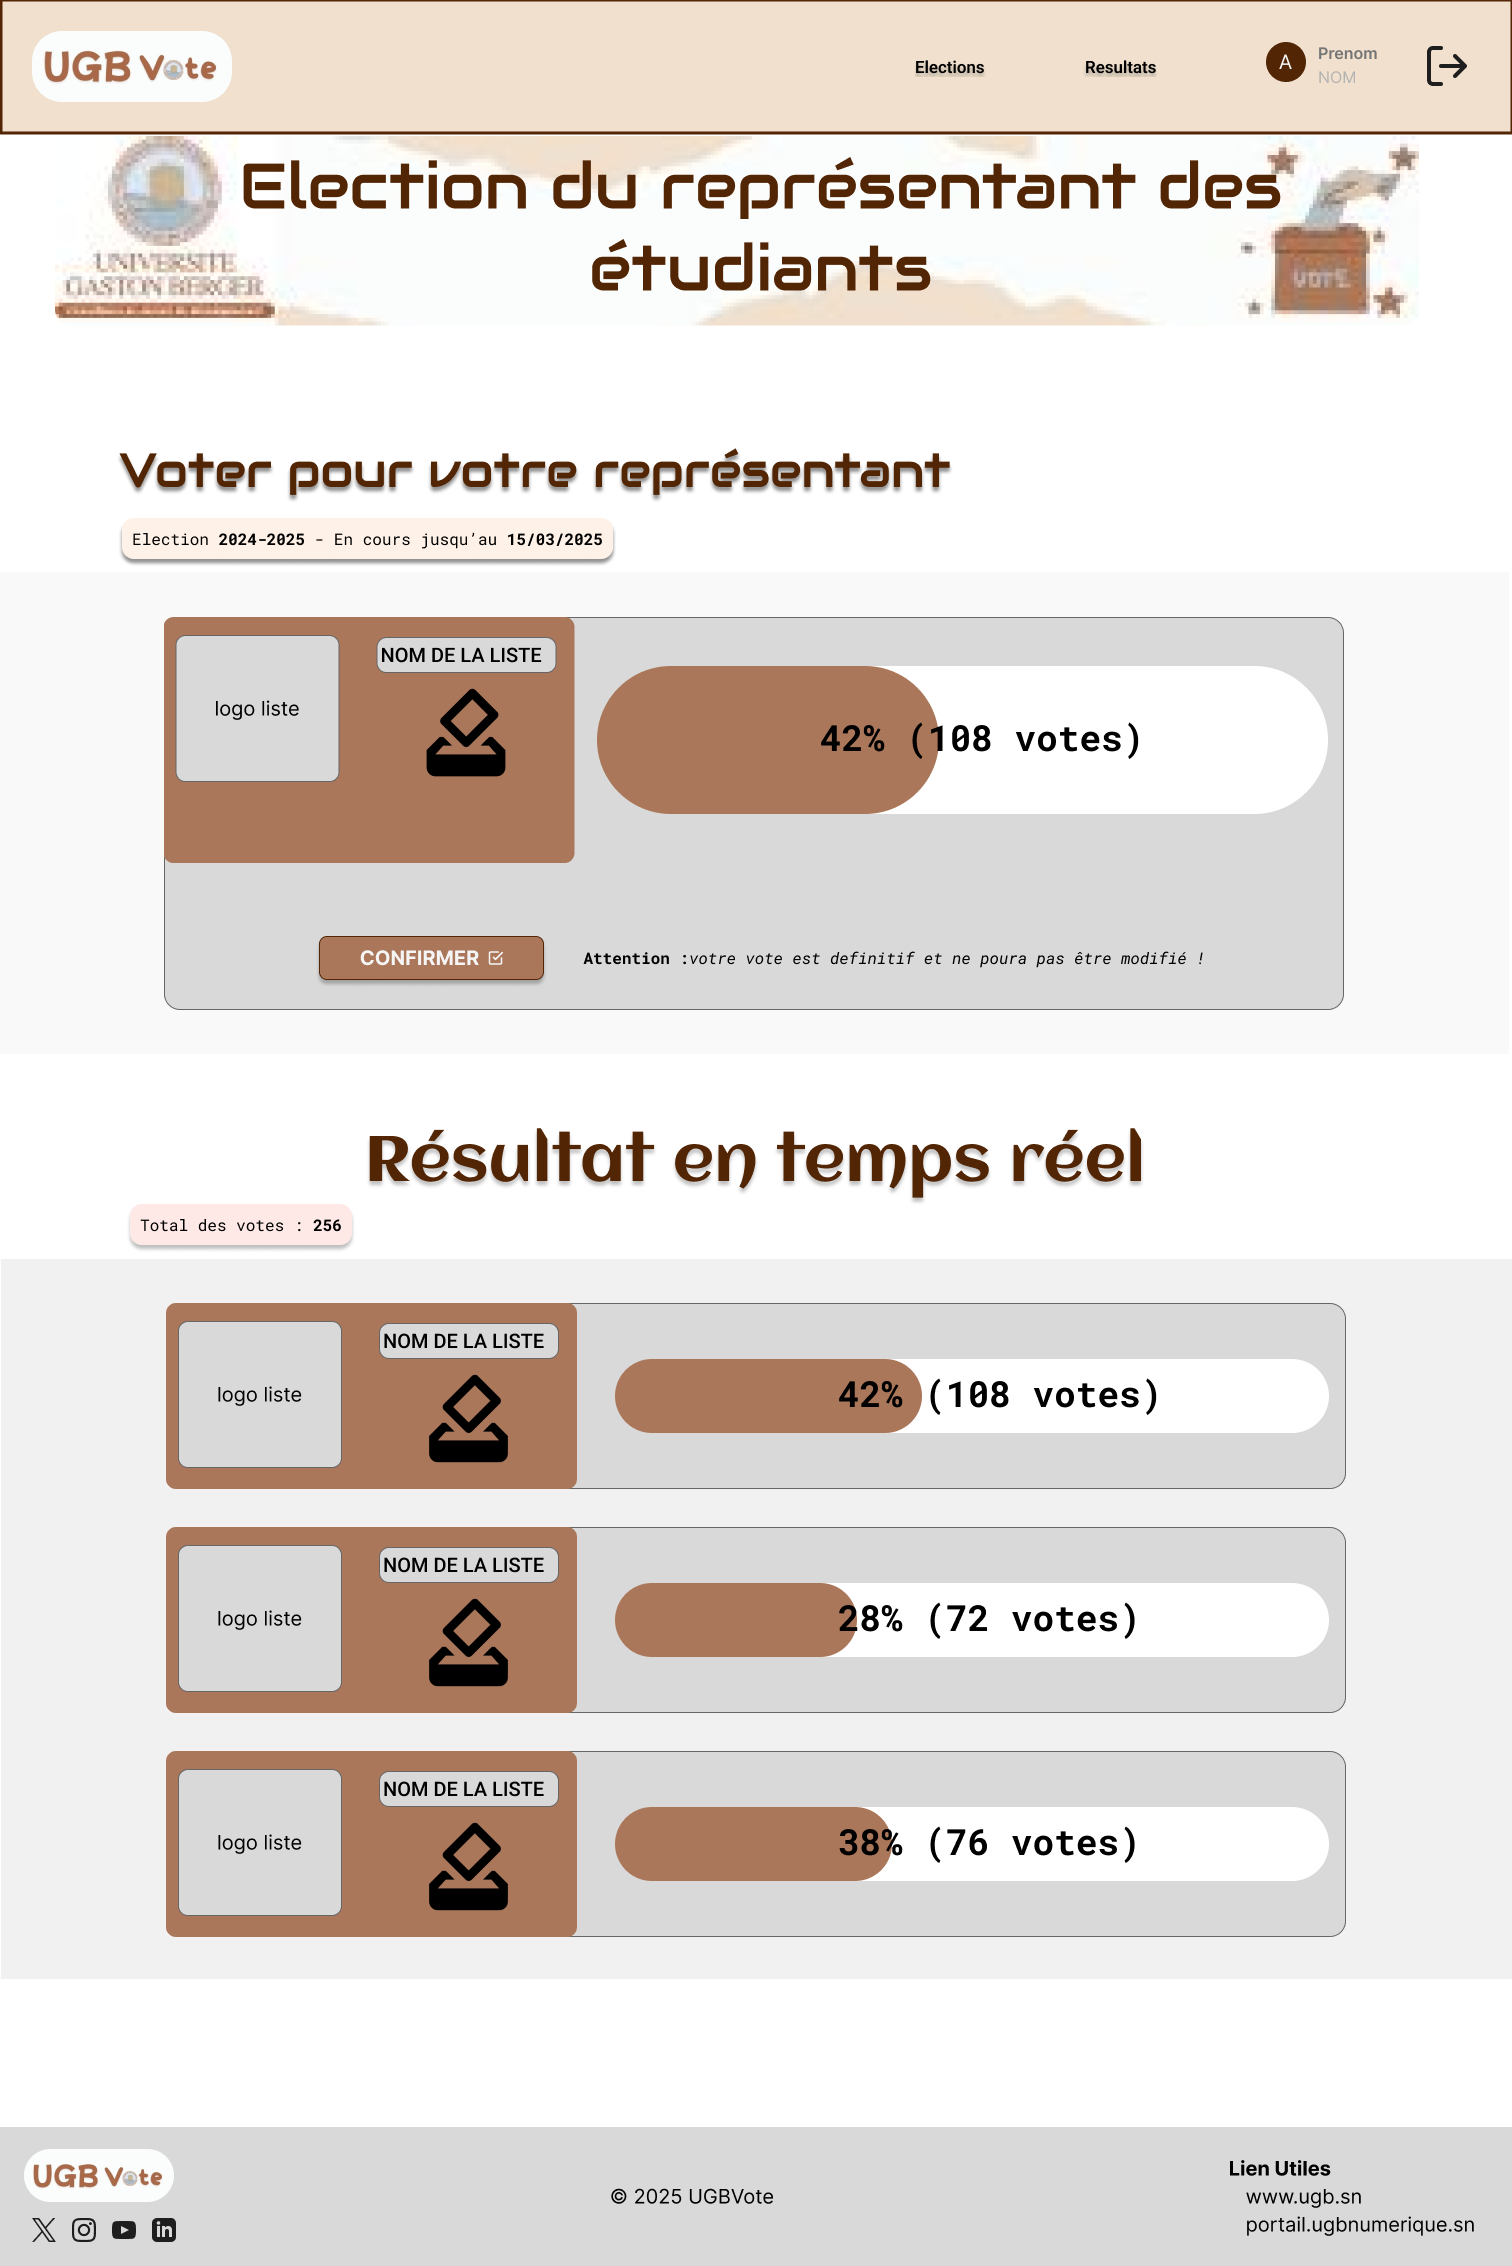 UGB Vote
Elections
Resultats
A
Prenom
NOM
UNIVERSITE
GASTON BERGER
Election du représentant des
étudiants
VOTE
Voter pour votre représentant
Election 2024-2025 - En cours jusqu’au 15/03/2025
logo liste
NOM DE LA LISTE
42% (108 votes)
CONFIRMER
Attention :votre vote est definitif et ne poura pas être modifié !
Résultat en temps réel
Total des votes : 256
logo liste
NOM DE LA LISTE
42% (108 votes)
logo liste
NOM DE LA LISTE
28% (72 votes)
logo liste
NOM DE LA LISTE
38% (76 votes)
UGB Vote
© 2025 UGBVote
Lien Utiles
www.ugb.sn
portail.ugbnumerique.sn